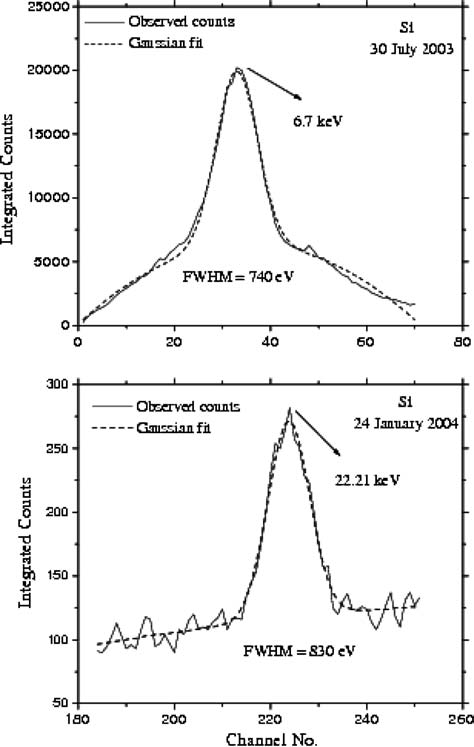 Observed counts
Gaussian fit
Si
30 July 2003
6.7 keV
FWHM = 740 eV
Integrated Counts
25000
20000
15000
10000
5000
0
0 20 40 60 80
Observed counts
Gaussian fit
Si
24 January 2004
22.21 keV
FWHM = 830 eV
Integrated Counts
300
250
200
150
100
50
180 200 220 240 260
Channel No.